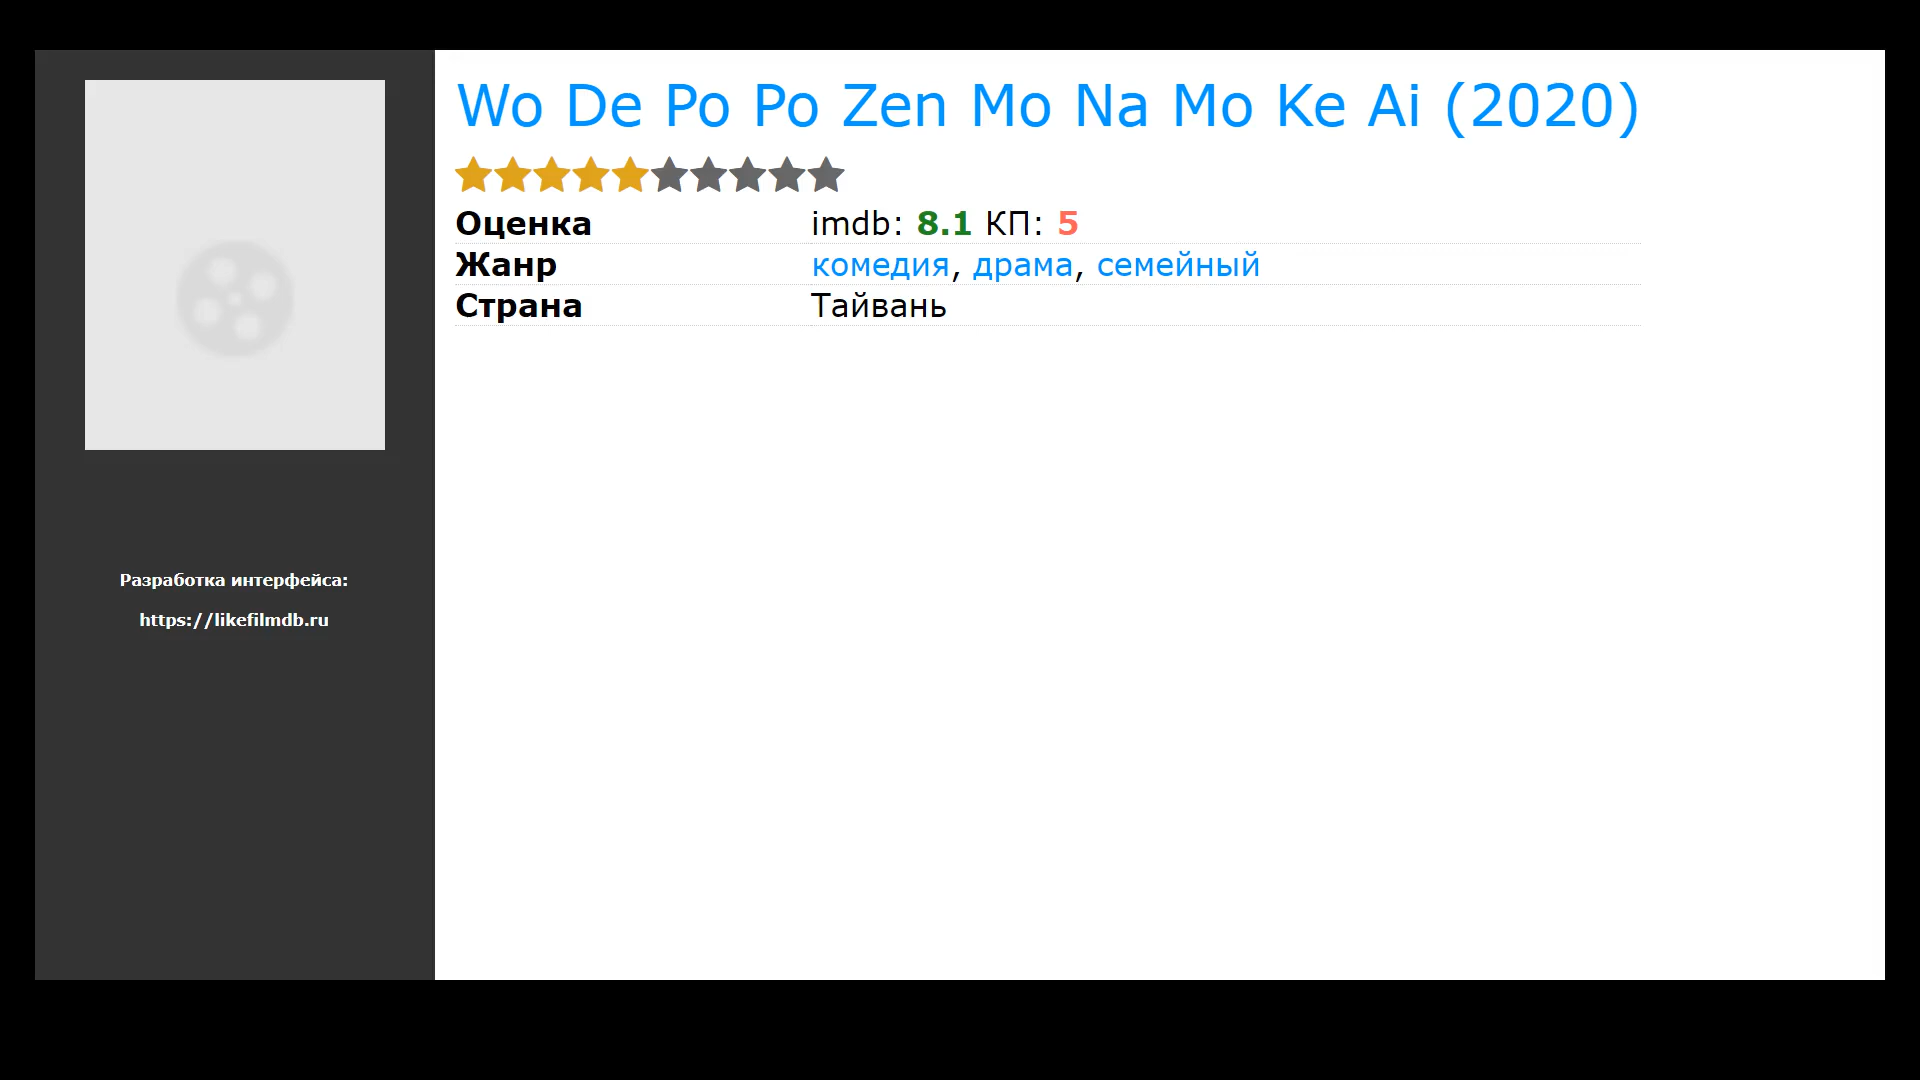 Wo De Po Po Zen Mo Na Mo Ke Ai (2020)
Оценка imdb: 8.1 КП: 5
Жанр комедия, драма, семейный
Страна Тайвань
Разработка интерфейса:
https://likefilmdb.ru